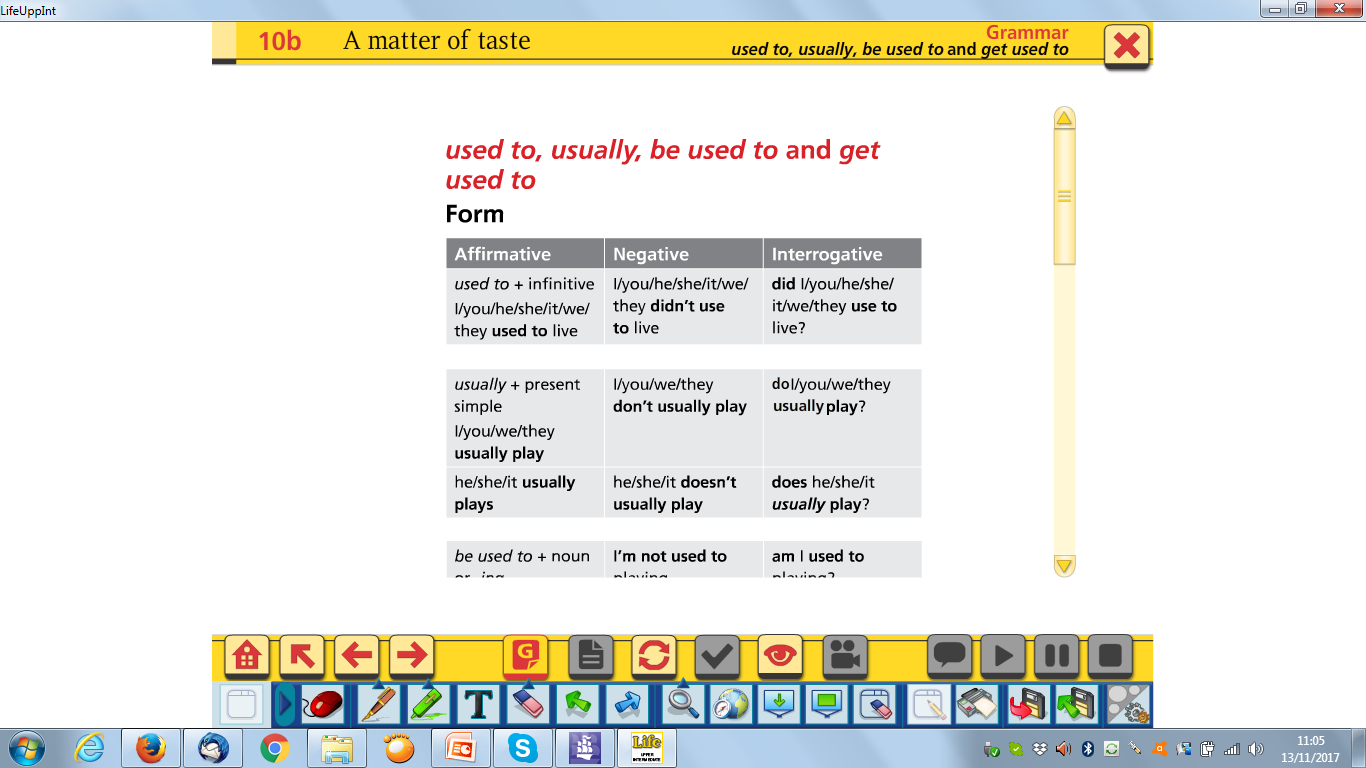 LifeUppInt
10b A matter of taste
Grammar
used to, usually, be used to and get used to
used to, usually, be used to and get
used to
Form
Affirmative Negative Interrogative
used to + infinitive
I/you/he/she/it/we/
they used to live
I/you/he/she/it/we/
they didn't use
to live
did I/you/he/she/
it/we/they use to
live?
usually + present
simple
I/you/we/they
usually play
I/you/we/they
don't usually play
doI/you/we/they
usually play?
he/she/it usually
plays
he/she/it doesn't
usually play
does he/she/it
usually play?
be used to + noun
or -ing
I'm not used to
playing
am I used to
playing?
G
T
Life
UPPER
INTERMEDIATE
11:05
13/11/2017